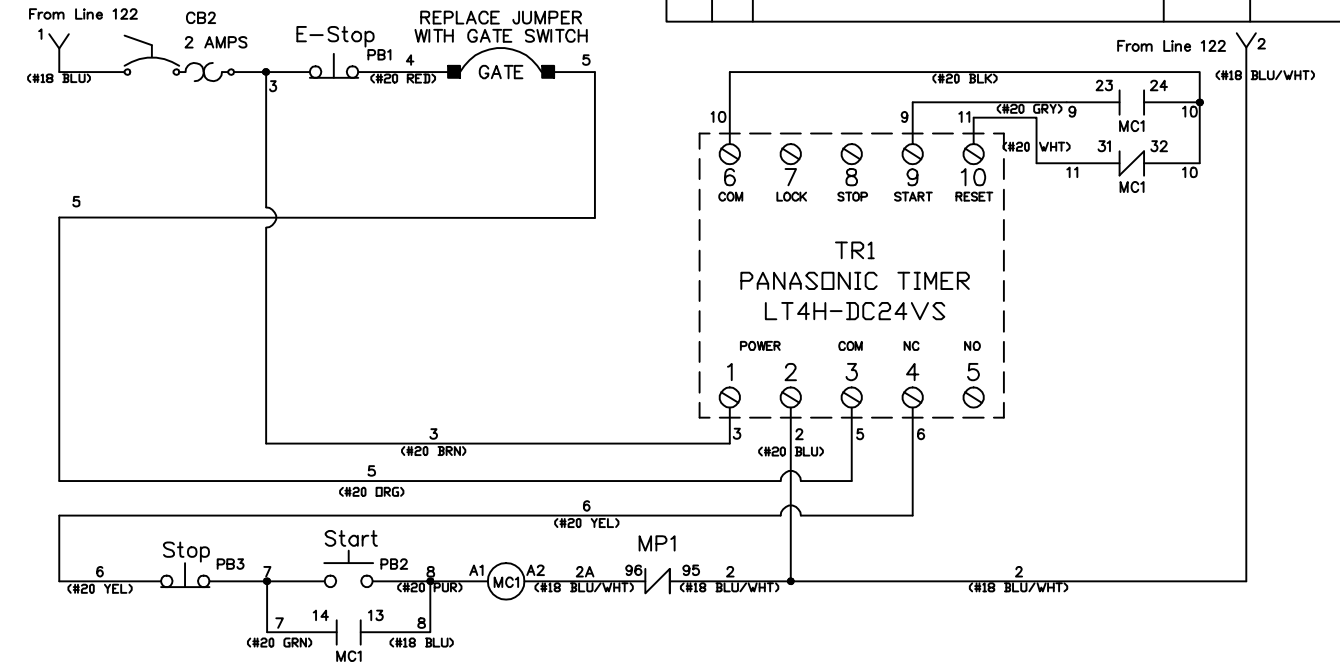 From Line 122
1
(#18 BLU)
CB2
2 AMPS
3
E-Stop
PB1
4
(#20 RED)
REPLACE JUMPER
WITH GATE SWITCH
GATE
5
From Line 122
2
(#18 BLU/WHT)
(#20 BLK)
23
24
(#20 GRY)
9
MC1
10
10
9
11
(#20 WHT)
31
32
11
MC1
10
6
7
8
9
10
COM
LOCK
STOP
START
RESET
5
TR1
PANASONIC TIMER
LT4H-DC24VS
POWER
COM
NC
NO
1
2
3
4
5
3
(#20 BRN)
3
2
(#20 BLU)
5
6
5
(#20 ORG)
6
(#20 YEL)
6
(#20 YEL)
Stop
PB3
7
Start
PB2
8
(#20 PUR)
A1
MC1
A2
2A
(#18 BLU/WHT)
MP1
96
95
2
(#18 BLU/WHT)
2
(#18 BLU/WHT)
7
(#20 GRN)
14
13
MC1
8
(#18 BLU)